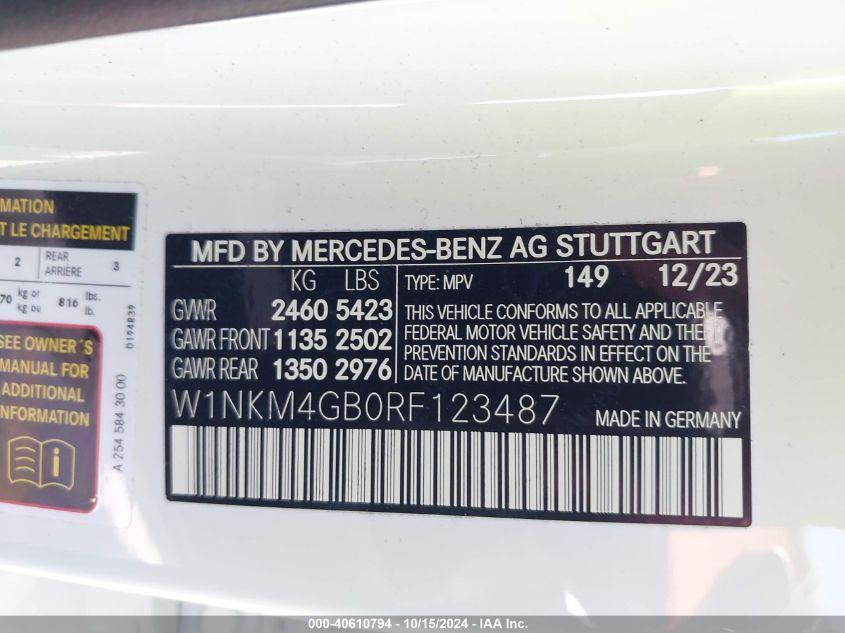 MATION
T LE CHARGEMENT
2 REAR ARRIÈRE 3
70 kg or kg ou 816 lbs. lb.
SEE OWNER´S
MANUAL FOR
ADDITIONAL
INFORMATION
0194839
A 254 584 30 00
MFD BY MERCEDES-BENZ AG STUTTGART
KG LBS TYPE: MPV 149 12/23
GVWR 2460 5423
GAWR FRONT 1135 2502
GAWR REAR 1350 2976
THIS VEHICLE CONFORMS TO ALL APPLICABLE
FEDERAL MOTOR VEHICLE SAFETY AND THEFT
PREVENTION STANDARDS IN EFFECT ON THE
DATE OF MANUFACTURE SHOWN ABOVE.
W1NKM4GB0RF123487 MADE IN GERMANY
000-40610794 - 10/15/2024 - IAA Inc.